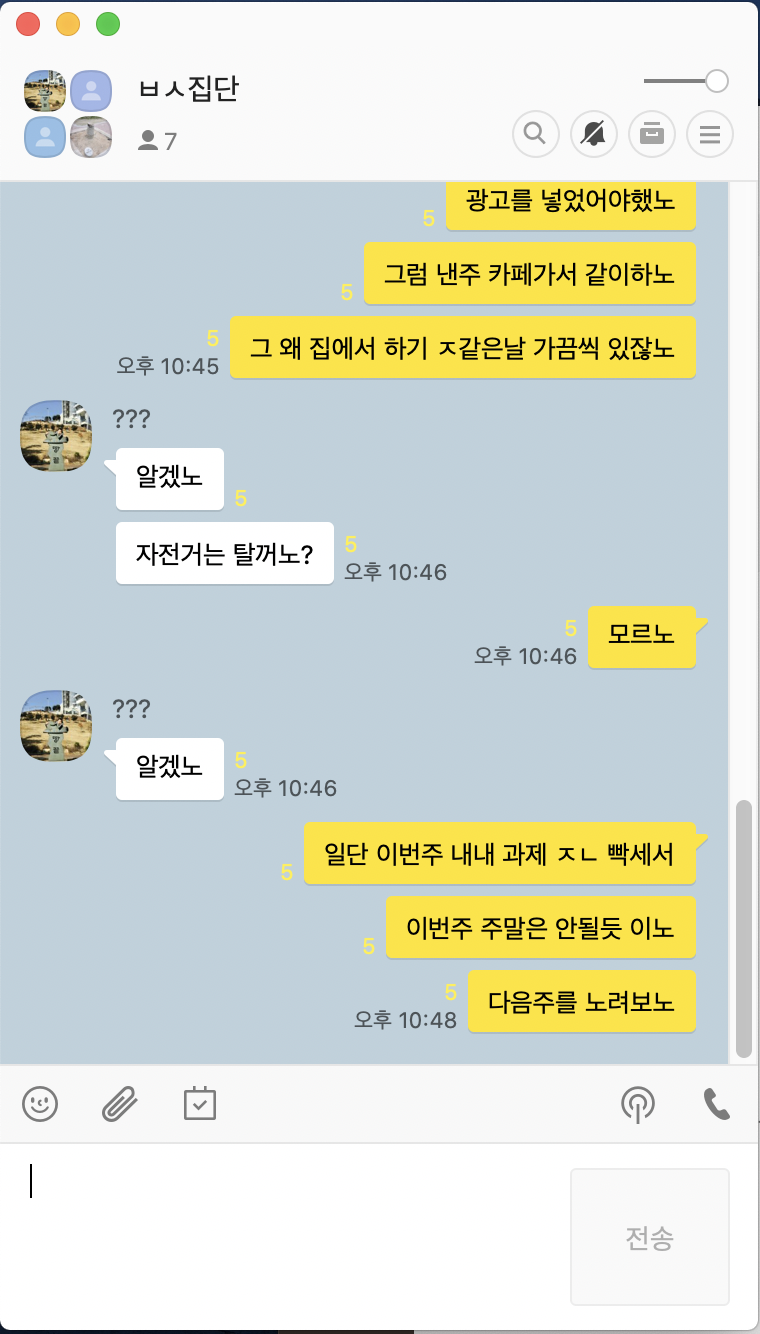 ㅂㅅ집단
7
광고를 넣었어야했노
5
그럼 낸주 카페가서 같이하노
5
그 왜 집에서 하기 ㅈ같은날 가끔씩 있잖노
5
오후 10:45
???
알겠노
5
자전거는 탈꺼노?
5
오후 10:46
모르노
5
오후 10:46
???
알겠노
5
오후 10:46
일단 이번주 내내 과제 ㅈㄴ 빡세서
5
이번주 주말은 안될듯 이노
5
다음주를 노려보노
5
오후 10:48
전송